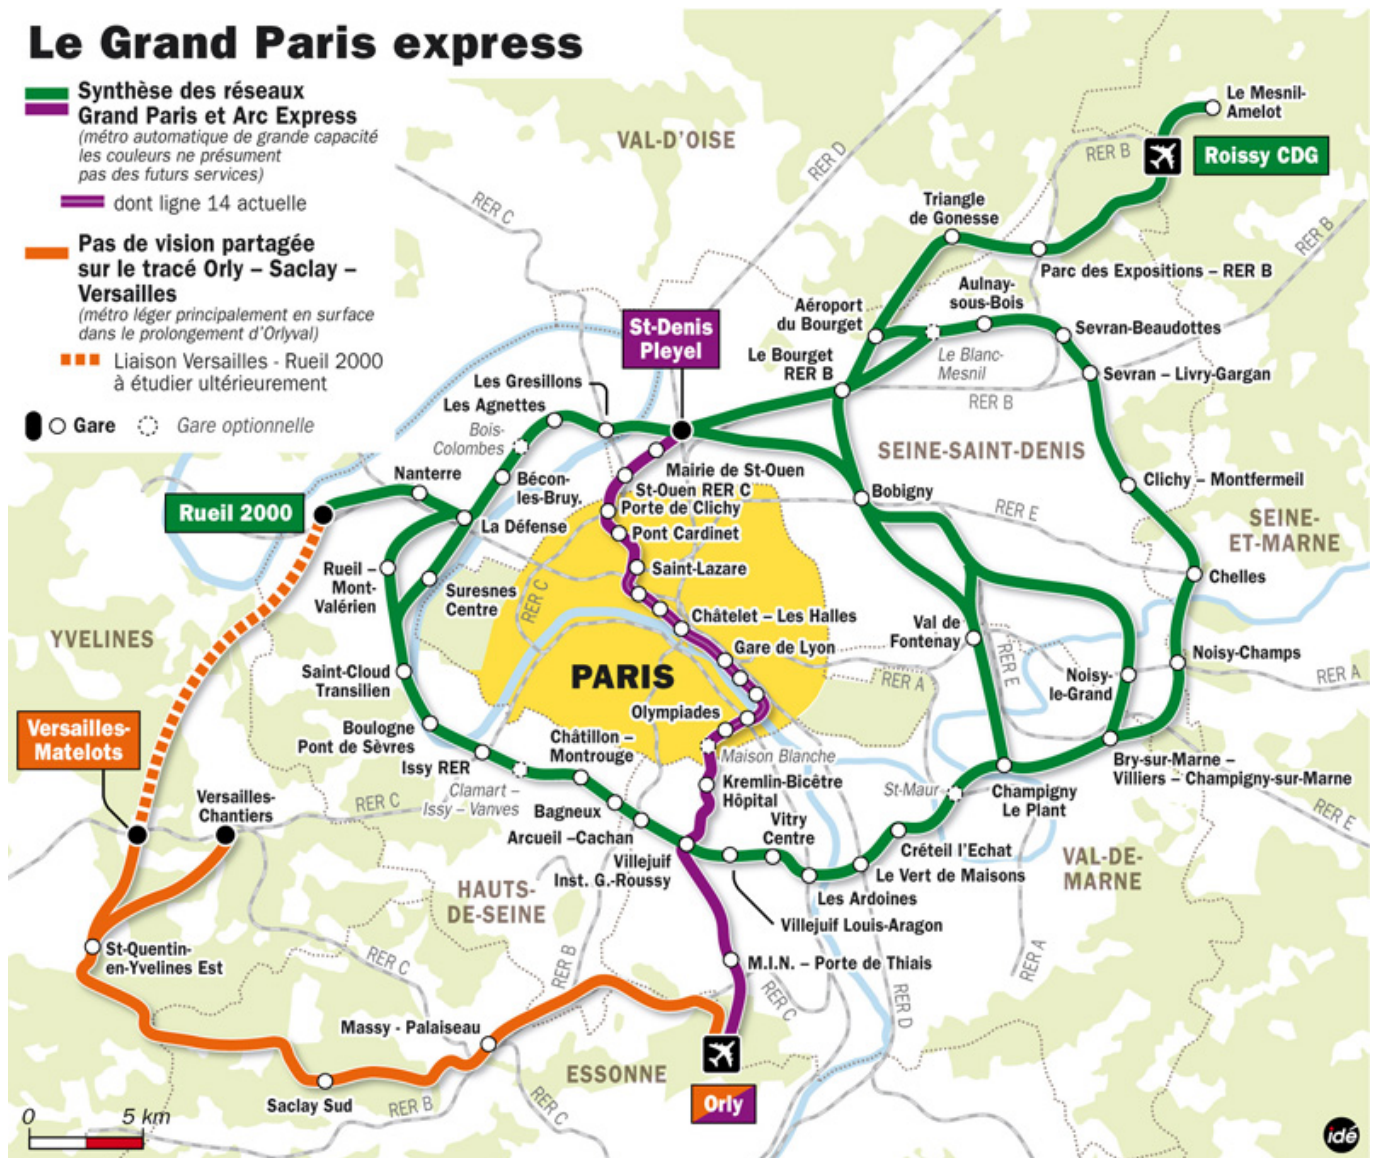 Le Grand Paris express
Synthèse des réseaux
Grand Paris et Arc Express
(métro automatique de grande capacité
les couleurs ne présument
pas des futurs services)
dont ligne 14 actuelle
Pas de vision partagée
sur le tracé Orly – Saclay –
Versailles
(métro léger principalement en surface
dans le prolongement d'Orlyval)
Liaison Versailles - Rueil 2000
à étudier ultérieurement
Gare
Gare optionnelle
VAL-D'OISE
RER D
RER C
RER B
Le Mesnil-
Amelot
Roissy CDG
Triangle
de Gonesse
RER B
Parc des Expositions – RER B
Aulnay-
sous-Bois
Aéroport
du Bourget
St-Denis
Pleyel
Sevran-Beaudottes
Le Bourget
RER B
Le Blanc-
Mesnil
Sevran – Livry-Gargan
Les Gresillons
RER B
Les Agnettes
Bois-
Colombes
SEINE-SAINT-DENIS
Nanterre
Bécon-
les-Bruy.
Mairie de St-Ouen
St-Ouen RER C
Clichy – Montfermeil
Bobigny
Rueil 2000
Porte de Clichy
La Défense
Pont Cardinet
RER E
SEINE-
ET-MARNE
Rueil –
Mont-
Valérien
Saint-Lazare
Chelles
Suresnes
Centre
RER C
Châtelet – Les Halles
Val de
Fontenay
YVELINES
Gare de Lyon
RER E
Noisy-Champs
Saint-Cloud
Transilien
PARIS
RER A
Noisy-
le-Grand
RER A
Versailles-
Matelots
Boulogne
Pont de Sèvres
Olympiades
Châtillon –
Montrouge
Maison Blanche
Issy RER
Bry-sur-Marne –
Villiers – Champigny-sur-Marne
Clamart –
Issy – Vanves
Kremlin-Bicêtre
Hôpital
St-Maur
Champigny
Le Plant
Versailles-
Chantiers
RER C
Bagneux
Vitry
Centre
RER E
Arcueil –Cachan
Créteil l'Echat
Villejuif
Inst. G.-Roussy
Le Vert de Maisons
VAL-DE-
MARNE
HAUTS-
DE-SEINE
Les Ardoines
Villejuif Louis-Aragon
St-Quentin-
en-Yvelines Est
RER C
RER B
M.I.N. – Porte de Thiais
RER A
RER C
RER D
Massy - Palaiseau
ESSONNE
Saclay Sud
RER B
RER C
Orly
0 5 km
idé